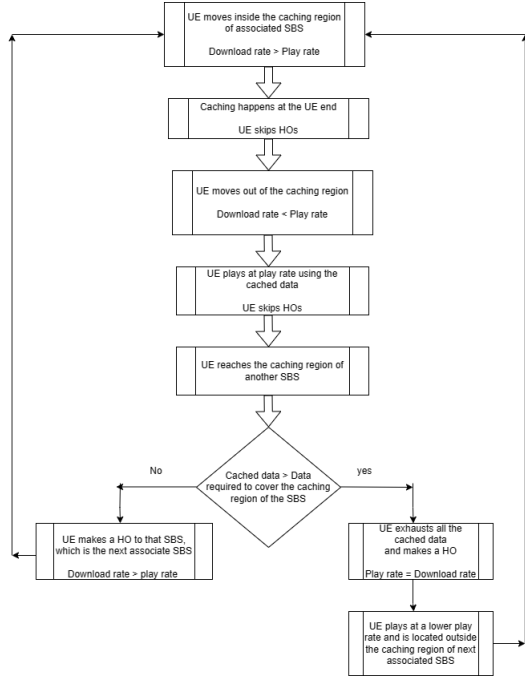 UE moves inside the caching region
of associated SBS
Download rate > Play rate
Caching happens at the UE end
UE skips HOs
UE moves out of the caching region
Download rate < Play rate
UE plays at play rate using the
cached data
UE skips HOs
UE reaches the caching region of
another SBS
Cached data > Data
required to cover the caching
region of the SBS
No
yes
UE makes a HO to that SBS,
which is the next associate SBS
Download rate > play rate
UE exhausts all the
cached data
and makes a HO
Play rate = Download rate
UE plays at a lower play
rate and is located outside
the caching region of next
associated SBS